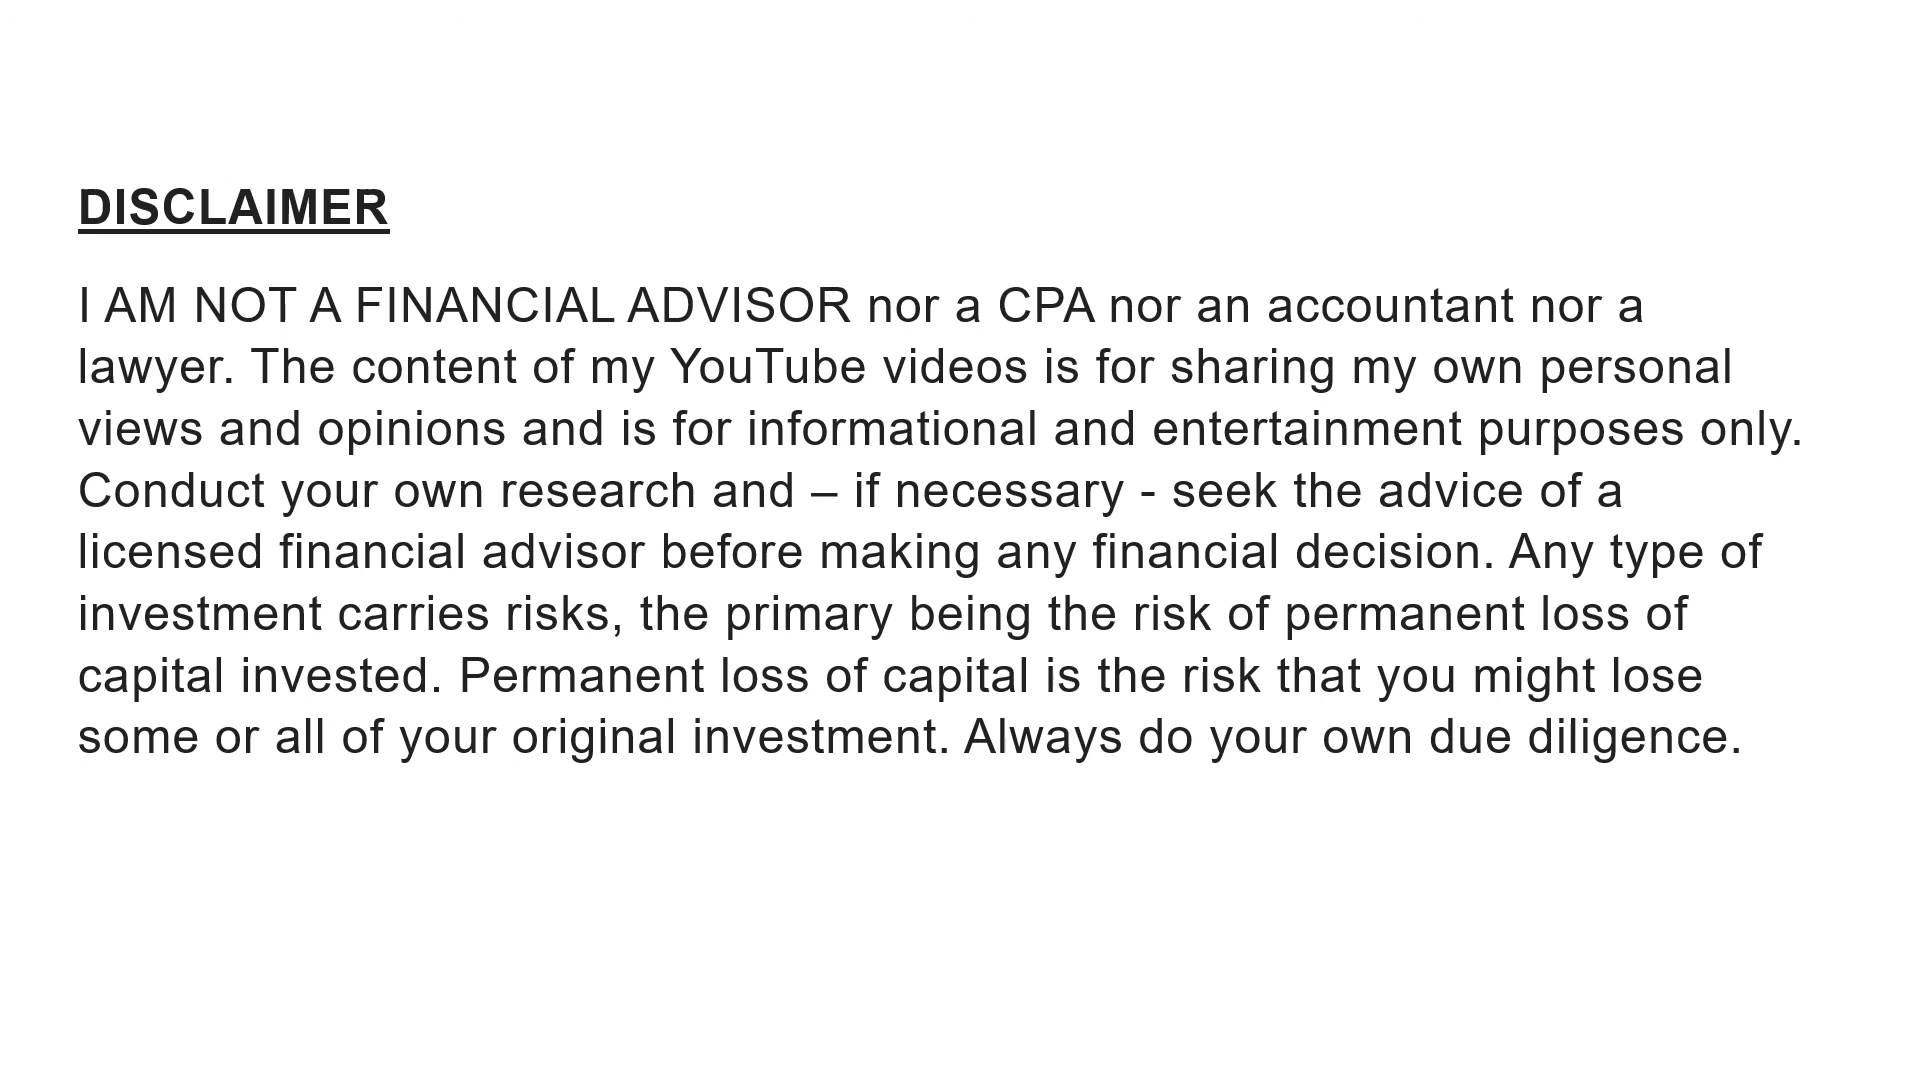 DISCLAIMER
I AM NOT A FINANCIAL ADVISOR nor a CPA nor an accountant nor a
lawyer. The content of my YouTube videos is for sharing my own personal
views and opinions and is for informational and entertainment purposes only.
Conduct your own research and – if necessary - seek the advice of a
licensed financial advisor before making any financial decision. Any type of
investment carries risks, the primary being the risk of permanent loss of
capital invested. Permanent loss of capital is the risk that you might lose
some or all of your original investment. Always do your own due diligence.